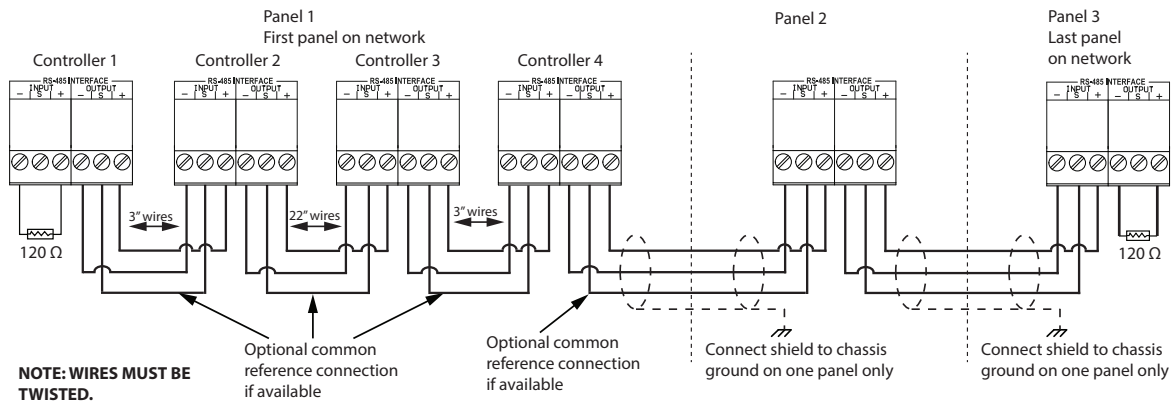 Panel 1
First panel on network
Panel 2
Panel 3
Last panel
on network
Controller 1
Controller 2
Controller 3
Controller 4
RS-485 INTERFACE
INPUT OUTPUT
− S + − S +
RS-485 INTERFACE
INPUT OUTPUT
− S + − S +
RS-485 INTERFACE
INPUT OUTPUT
− S + − S +
RS-485 INTERFACE
INPUT OUTPUT
− S + − S +
RS-485 INTERFACE
INPUT OUTPUT
− S + − S +
RS-485 INTERFACE
INPUT OUTPUT
− S + − S +
3" wires
22" wires
3" wires
120 Ω
120 Ω
Optional common
reference connection
if available
Optional common
reference connection
if available
Connect shield to chassis
ground on one panel only
Connect shield to chassis
ground on one panel only
NOTE: WIRES MUST BE
TWISTED.